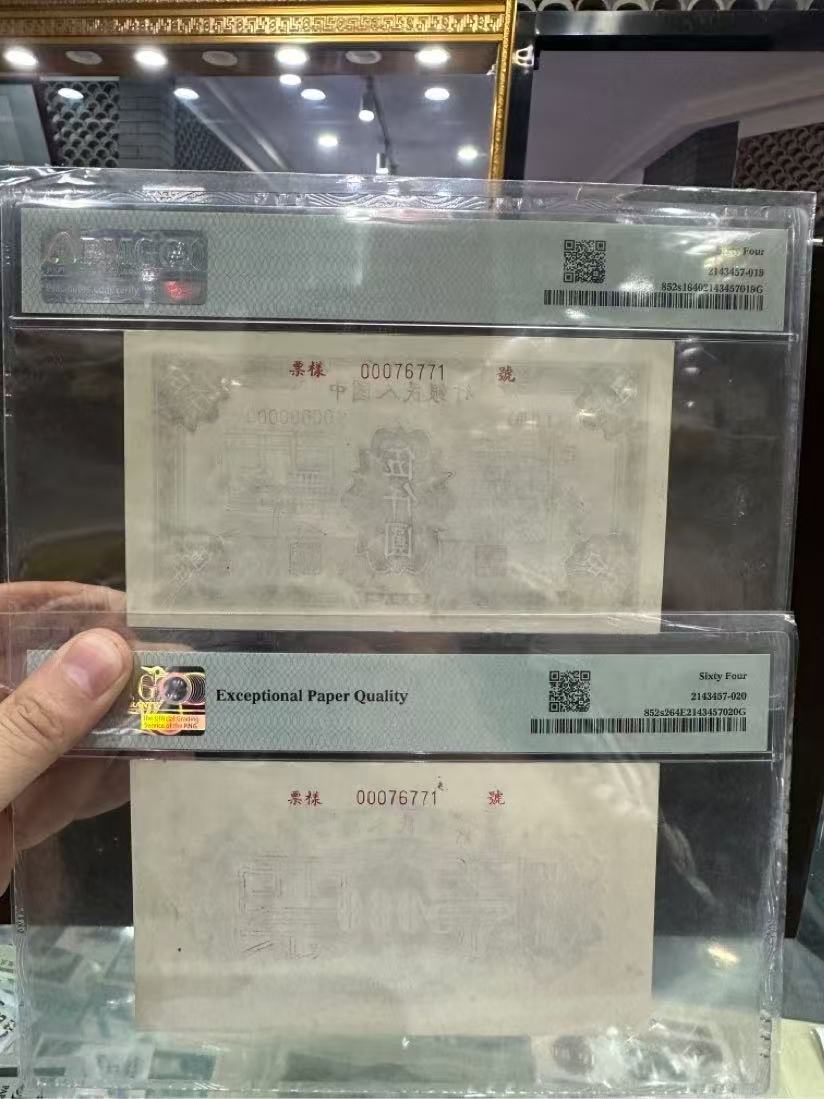 Sixty Four
2143457-019
852s16402143457019G
票樣 00076771 號
行銀民人國中
伍仟圓
Exceptional Paper Quality
Sixty Four
2143457-020
852s264E2143457020G
票樣 00076771 號